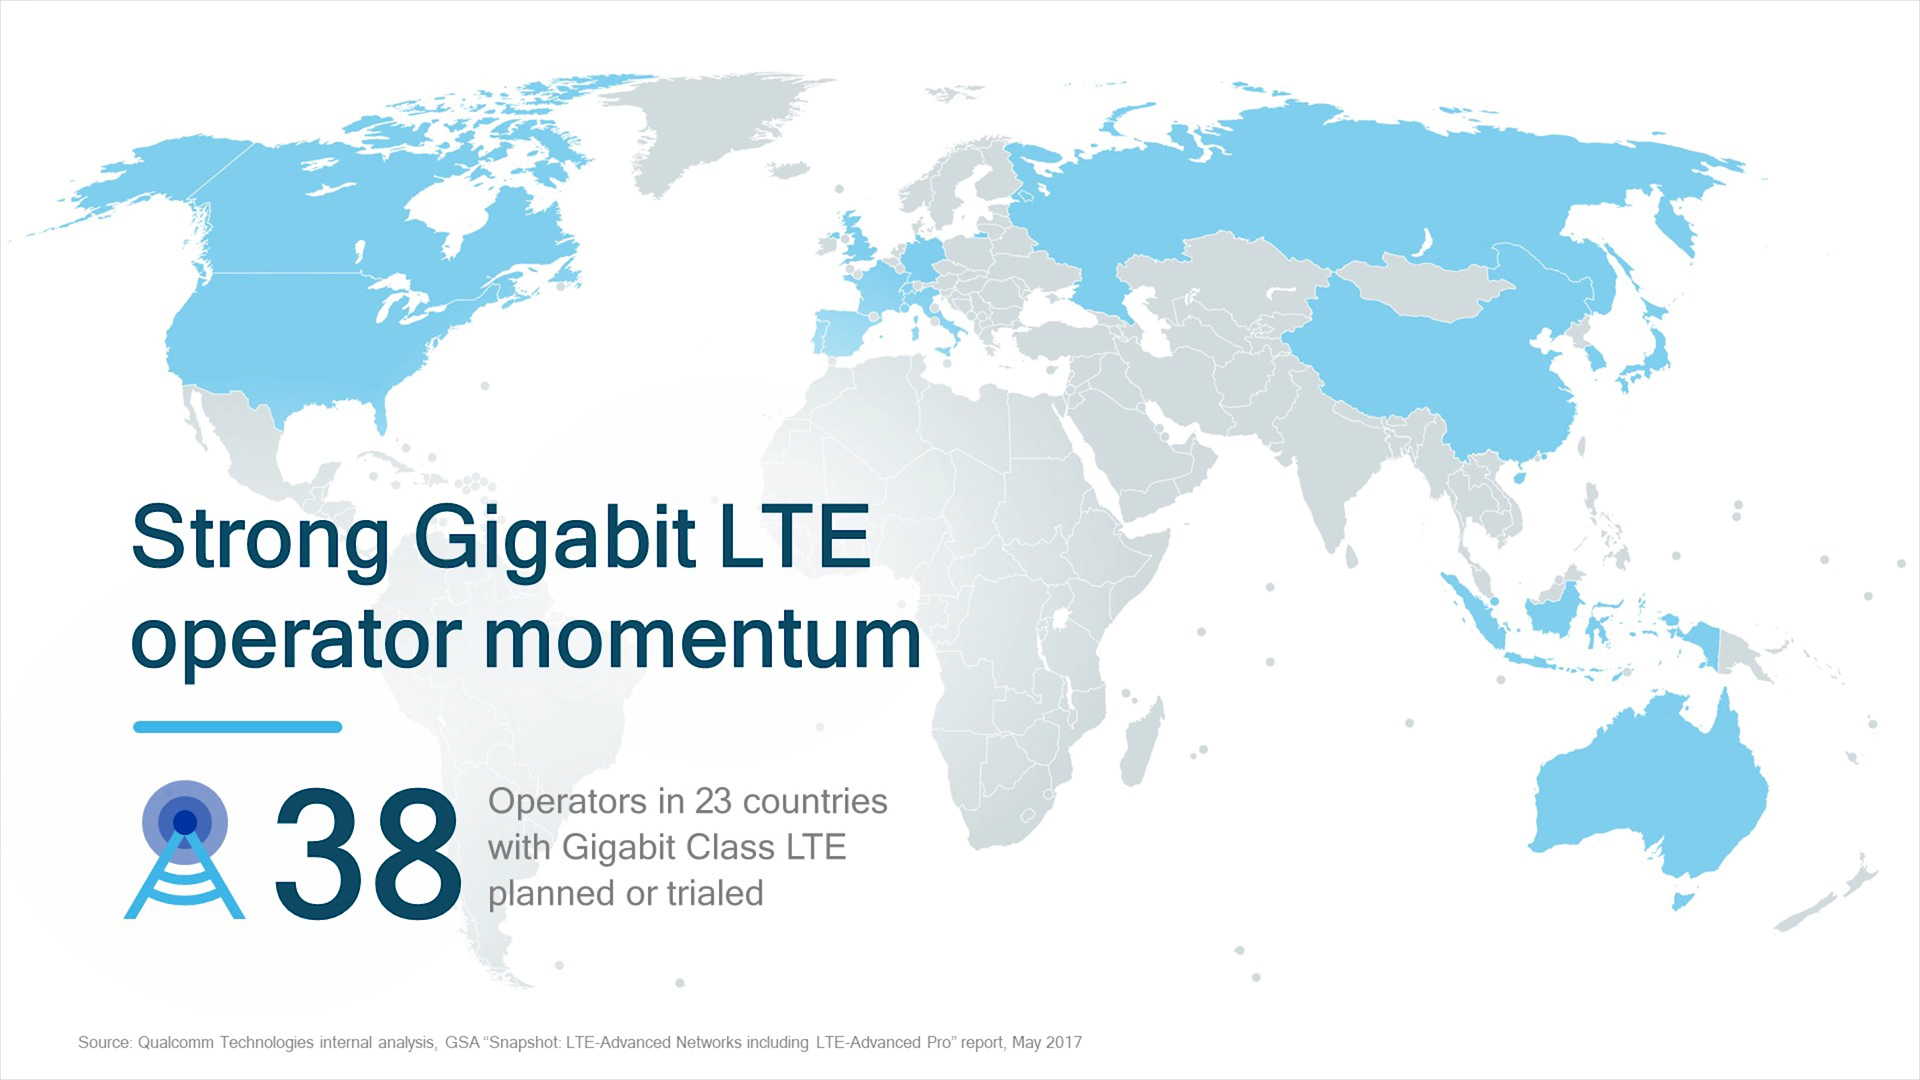 Strong Gigabit LTE
operator momentum
38
Operators in 23 countries
with Gigabit Class LTE
planned or trialed
Source: Qualcomm Technologies internal analysis, GSA “Snapshot: LTE-Advanced Networks including LTE-Advanced Pro” report, May 2017